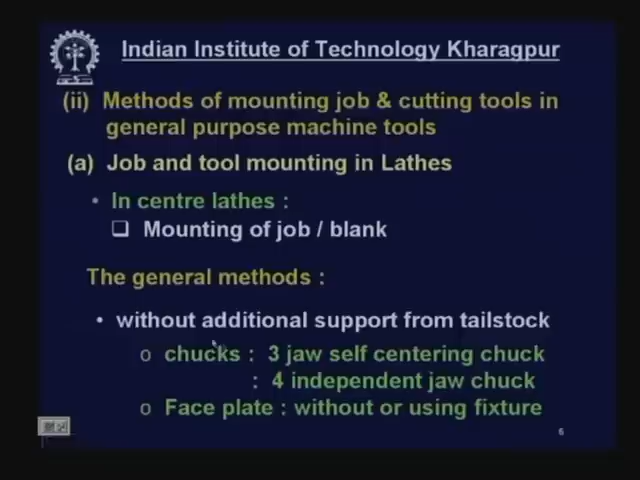 Indian Institute of Technology Kharagpur
(ii) Methods of mounting job & cutting tools in
general purpose machine tools
(a) Job and tool mounting in Lathes
• In centre lathes :
❑ Mounting of job / blank
The general methods :
• without additional support from tailstock
o chucks : 3 jaw self centering chuck
: 4 independent jaw chuck
o Face plate : without or using fixture
6